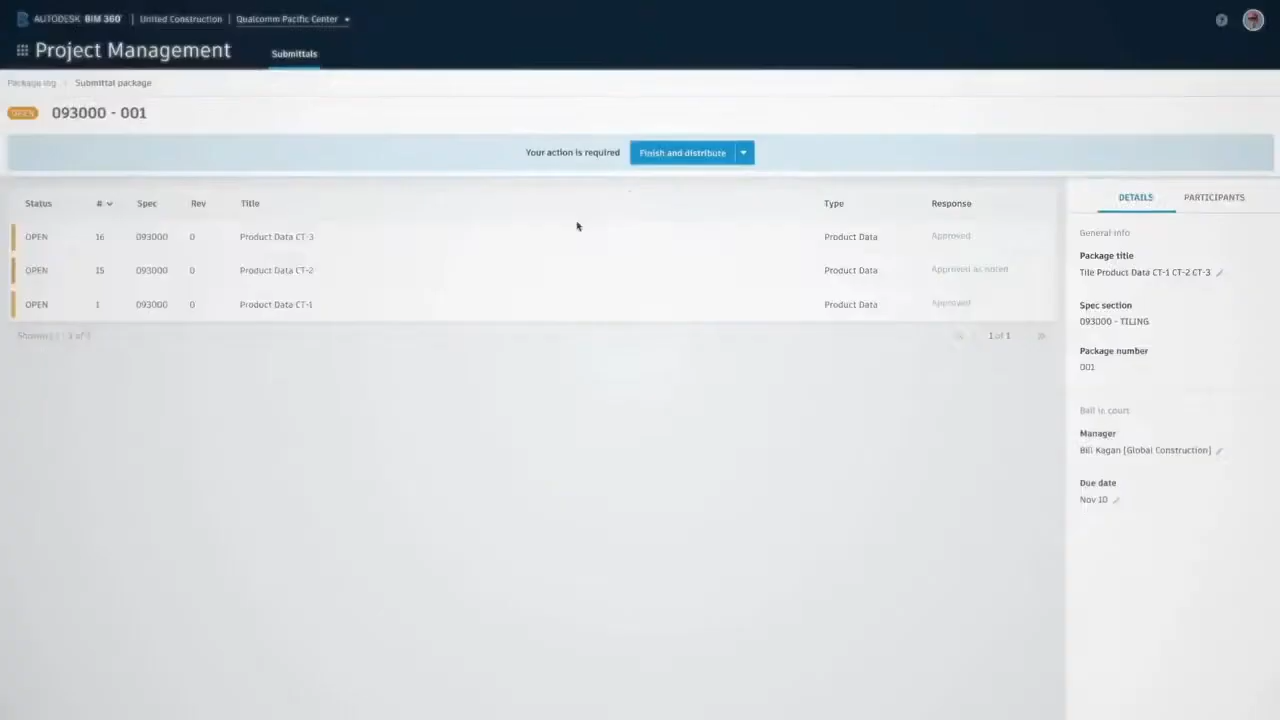 AUTODESK BIM 360 | United Construction | Qualcomm Pacific Center
Project Management
Submittals
Package log
Submittal package
OPEN
093000 - 001
Your action is required
Finish and distribute
Status # Spec Rev Title Type Response
OPEN 16 093000 0 Product Data CT-3 Product Data Approved
OPEN 15 093000 0 Product Data CT-2 Product Data Approved as noted
OPEN 1 093000 0 Product Data CT-1 Product Data Approved
1 of 1
DETAILS PARTICIPANTS
General info
Package title
Tile Product Data CT-1 CT-2 CT-3
Spec section
093000 - TILING
Package number
001
Ball in court
Manager
Bill Kagan [Global Construction]
Due date
Nov 10